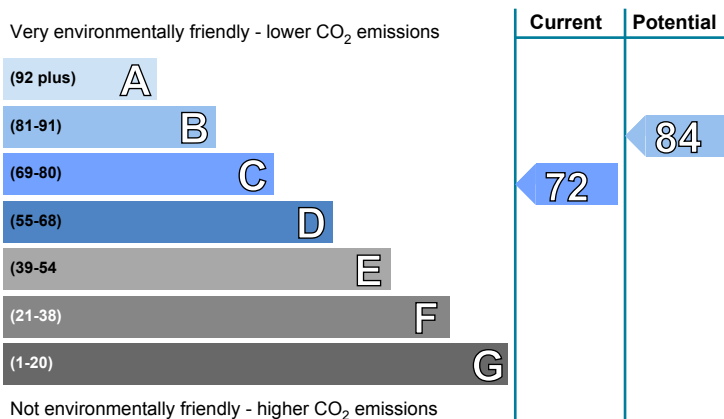 Current Potential
Very environmentally friendly - lower CO2 emissions
(92 plus) A
(81-91) B
84
(69-80) C
72
(55-68) D
(39-54 E
(21-38) F
(1-20) G
Not environmentally friendly - higher CO2 emissions